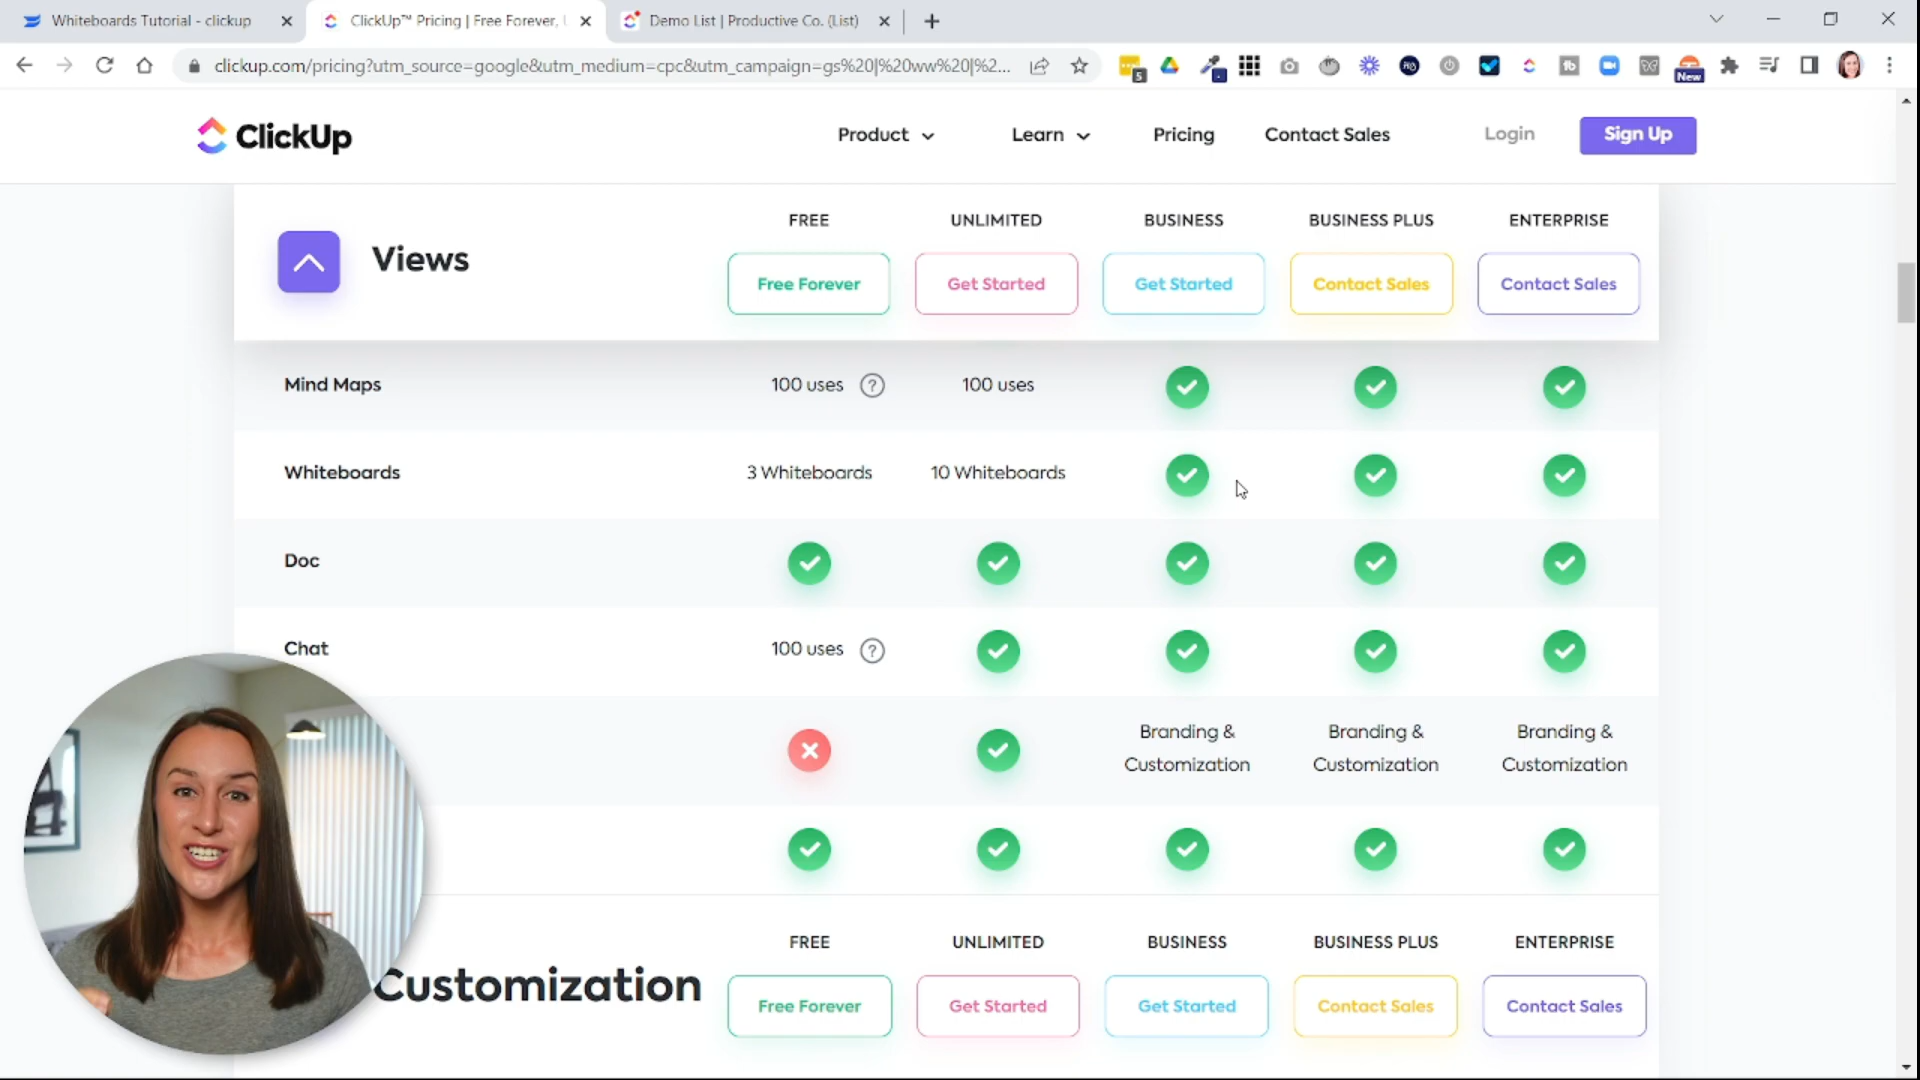 Whiteboards Tutorial - clickup
ClickUp™ Pricing | Free Forever,
Demo List | Productive Co. (List)
clickup.com/pricing?utm_source=google&utm_medium=cpc&utm_campaign=gs%20|%20ww%20|%2...
5
New
ClickUp
Product
Learn
Pricing
Contact Sales
Login
Sign Up
Views
FREE
UNLIMITED
BUSINESS
BUSINESS PLUS
ENTERPRISE
Free Forever
Get Started
Get Started
Contact Sales
Contact Sales
Mind Maps
100 uses ?
100 uses
Whiteboards
3 Whiteboards
10 Whiteboards
Doc
Chat
100 uses ?
Branding &
Customization
Branding &
Customization
Branding &
Customization
Customization
FREE
UNLIMITED
BUSINESS
BUSINESS PLUS
ENTERPRISE
Free Forever
Get Started
Get Started
Contact Sales
Contact Sales